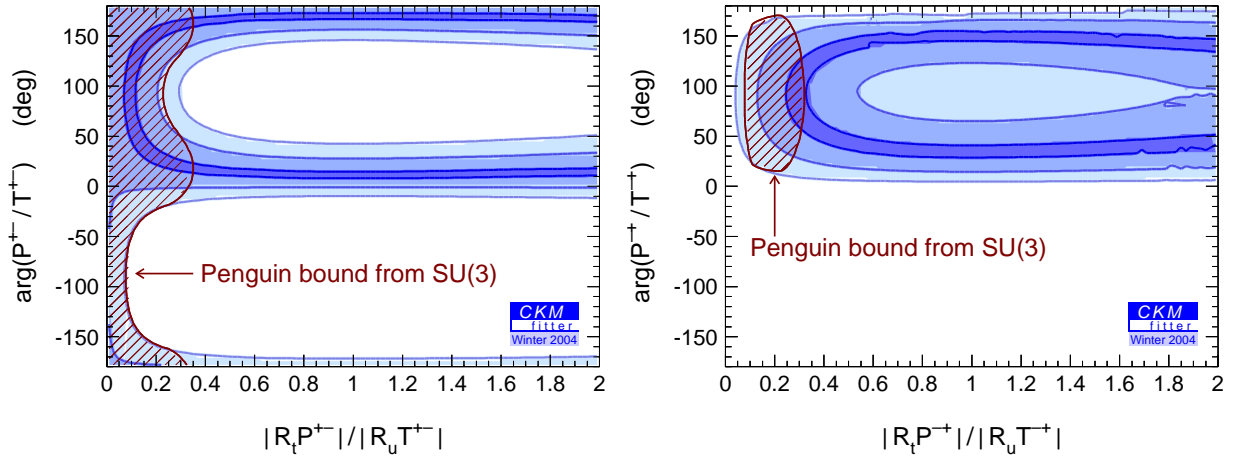 150
100
50
0
-50
-100
-150
arg(P⁺⁻ / T⁺⁻) (deg)
Penguin bound from SU(3)
CKM
fitter
Winter 2004
0 0.2 0.4 0.6 0.8 1 1.2 1.4 1.6 1.8 2
|RₜP⁺⁻| / |RᵤT⁺⁻|
150
100
50
0
-50
-100
-150
arg(P⁻⁺ / T⁻⁺) (deg)
Penguin bound from SU(3)
CKM
fitter
Winter 2004
0 0.2 0.4 0.6 0.8 1 1.2 1.4 1.6 1.8 2
|RₜP⁻⁺| / |RᵤT⁻⁺|